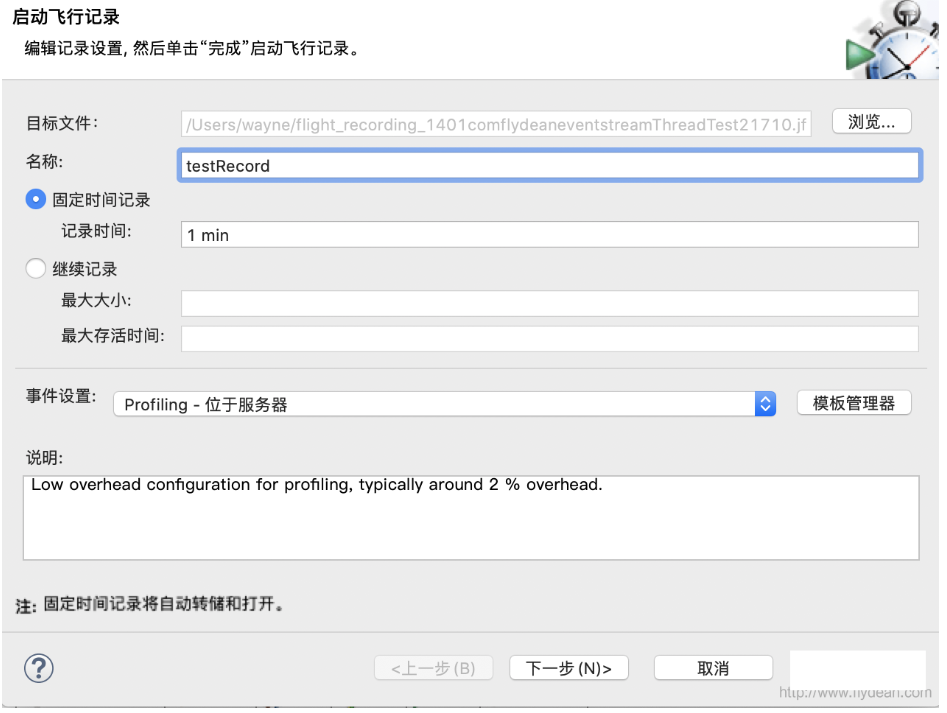 启动飞行记录
编辑记录设置, 然后单击“完成”启动飞行记录。
目标文件:
/Users/wayne/flight_recording_1401comflydeaneventstreamThreadTest21710.jf
浏览...
名称:
testRecord
固定时间记录
记录时间:
1 min
继续记录
最大大小:
最大存活时间:
事件设置:
Profiling - 位于服务器
模板管理器
说明:
Low overhead configuration for profiling, typically around 2 % overhead.
注: 固定时间记录将自动转储和打开。
?
<上一步(B)
下一步(N)>
取消
http://www.flydean.com